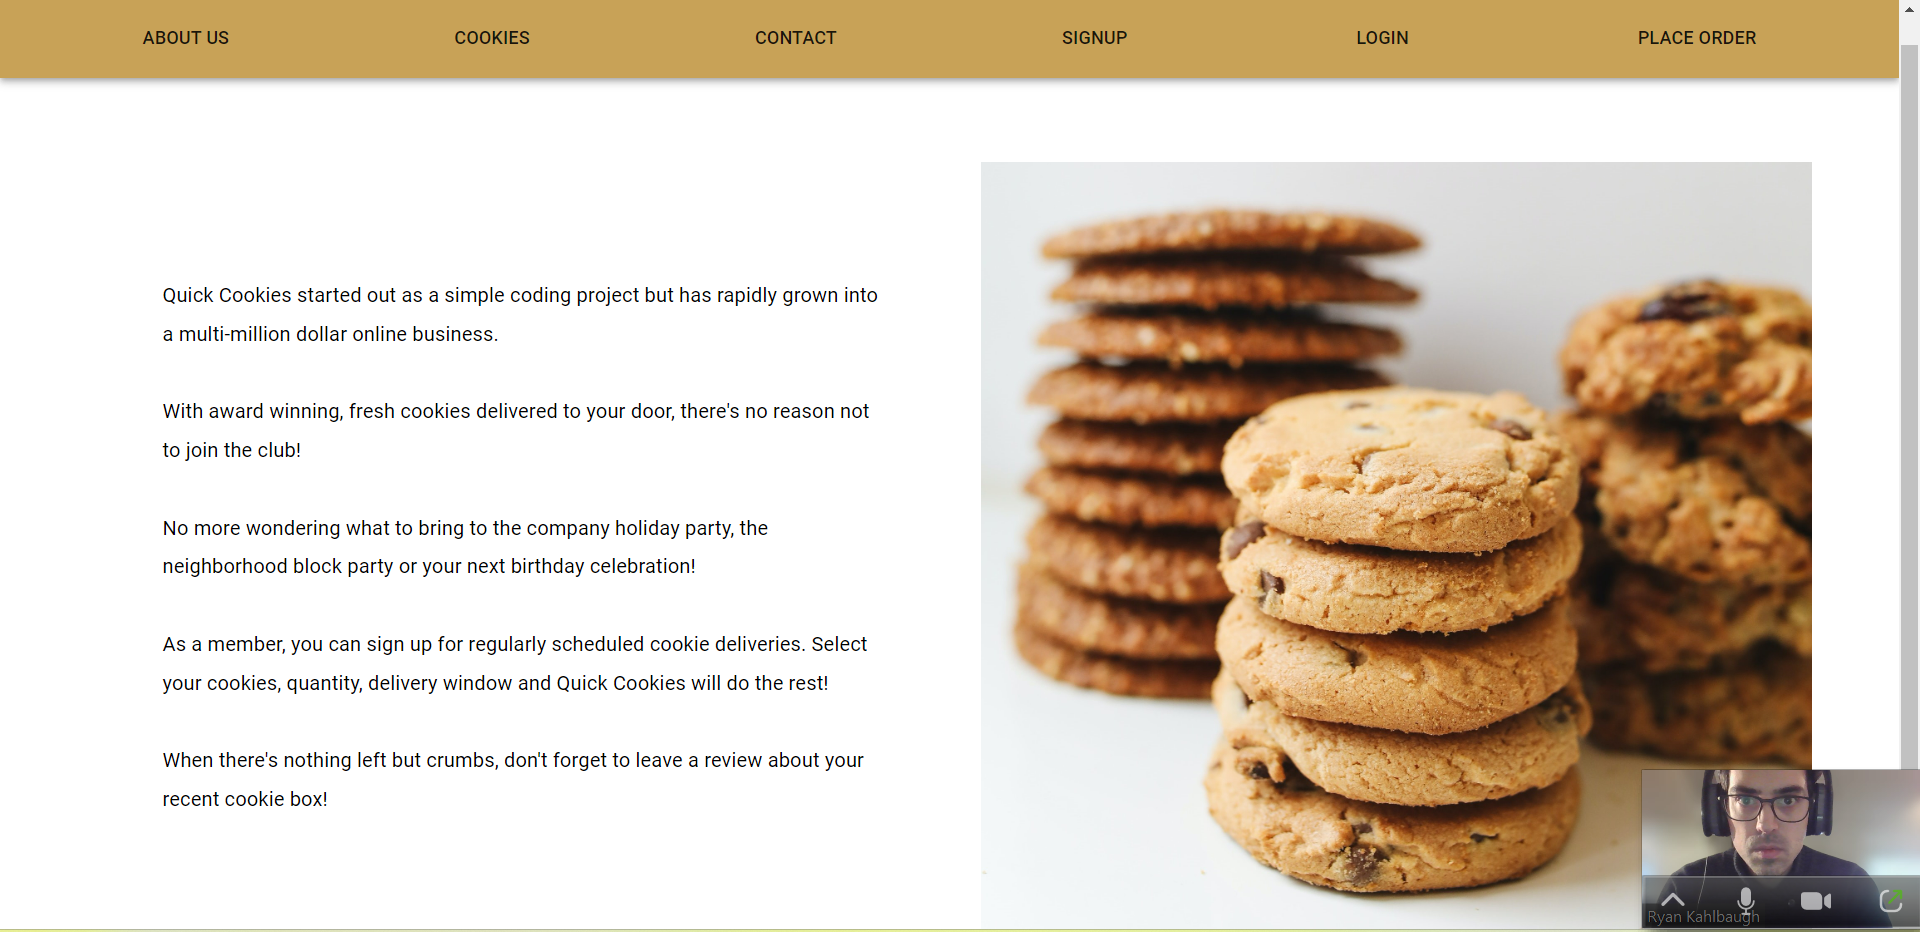 ABOUT US
COOKIES
CONTACT
SIGNUP
LOGIN
PLACE ORDER
Quick Cookies started out as a simple coding project but has rapidly grown into
a multi-million dollar online business.
With award winning, fresh cookies delivered to your door, there's no reason not
to join the club!
No more wondering what to bring to the company holiday party, the
neighborhood block party or your next birthday celebration!
As a member, you can sign up for regularly scheduled cookie deliveries. Select
your cookies, quantity, delivery window and Quick Cookies will do the rest!
When there's nothing left but crumbs, don't forget to leave a review about your
recent cookie box!
Ryan Kahlbaugh